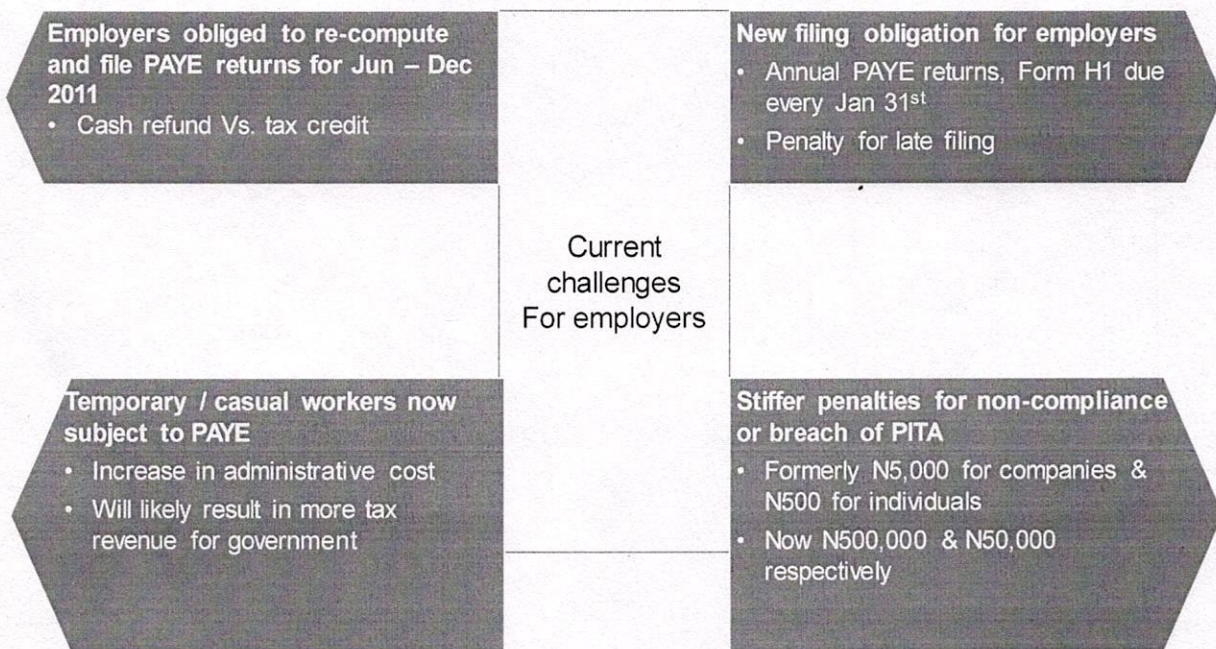 Employers obliged to re-compute
and file PAYE returns for Jun – Dec
2011
• Cash refund Vs. tax credit
New filing obligation for employers
• Annual PAYE returns, Form H1 due
every Jan 31st
• Penalty for late filing
Current
challenges
For employers
Temporary / casual workers now
subject to PAYE
• Increase in administrative cost
• Will likely result in more tax
revenue for government
Stiffer penalties for non-compliance
or breach of PITA
• Formerly N5,000 for companies &
N500 for individuals
• Now N500,000 & N50,000
respectively